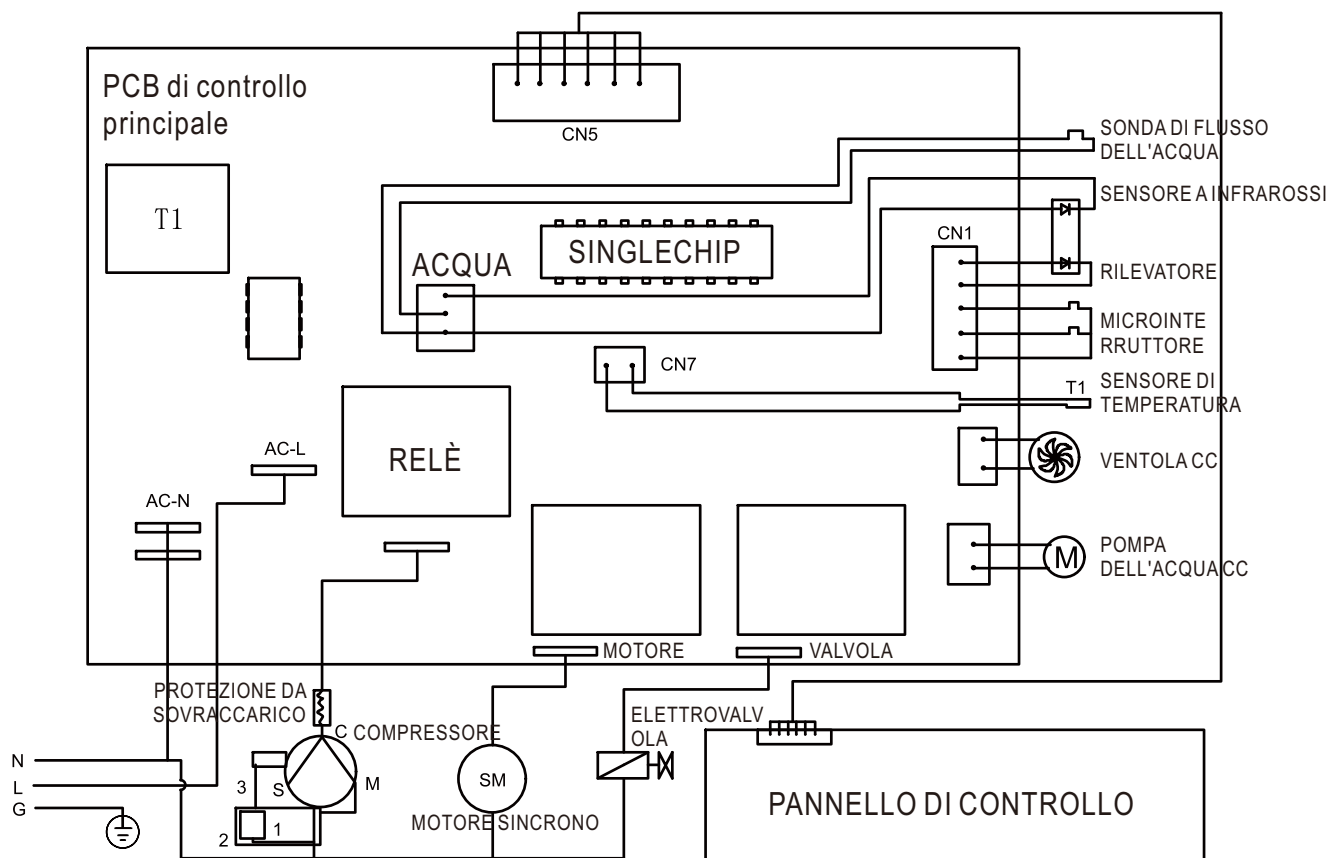 PCB di controllo
principale
CN5
SONDA DI FLUSSO
DELL'ACQUA
SENSORE A INFRAROSSI
T1
SINGLECHIP
CN1
ACQUA
RILEVATORE
MICROINTE
RRUTTORE
CN7
T1
SENSORE DI
TEMPERATURA
AC-L
RELÈ
VENTOLA CC
AC-N
M
POMPA
DELL'ACQUA CC
MOTORE
VALVOLA
PROTEZIONE DA
SOVRACCARICO
ELETTROVALV
OLA
C COMPRESSORE
N
L
G
3
S
M
SM
2
1
MOTORE SINCRONO
PANNELLO DI CONTROLLO